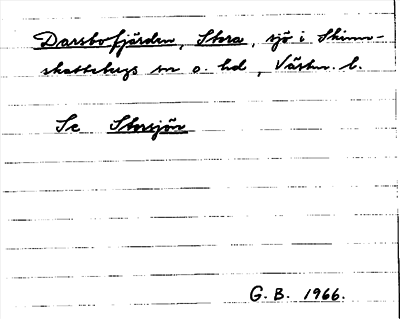 Darsbofjärden, Stora, sjö i Skinn-
skattebergs sn o. hd, Västm. l.
Se Storsjön
G. B. 1966.